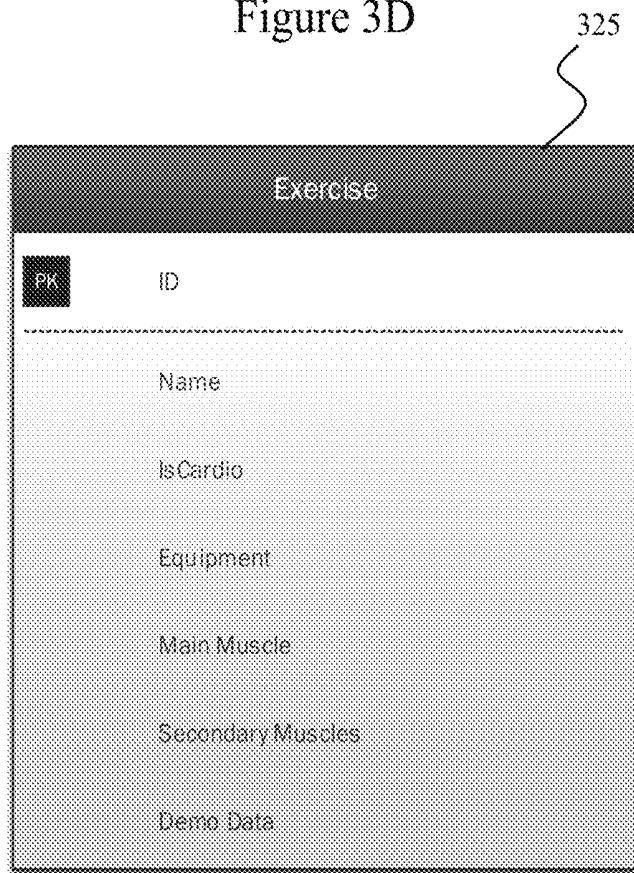 Figure 3D
325
Exercise
PK ID
Name
IsCardio
Equipment
Main Muscle
Secondary Muscles
Demo Data